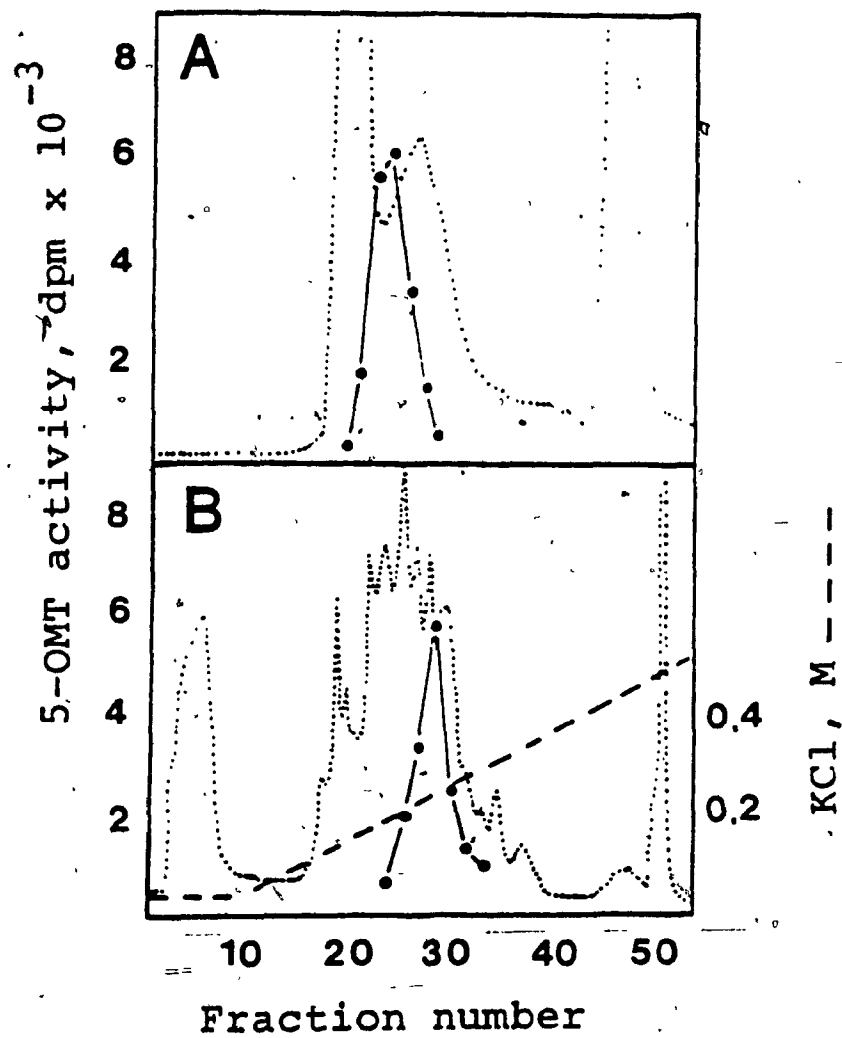 A
8
6
4
2
B
8
6
4
2
0.4
0.2
10 20 30 40 50
Fraction number
5-OMT activity, dpm x 10⁻³
KCl, M ----